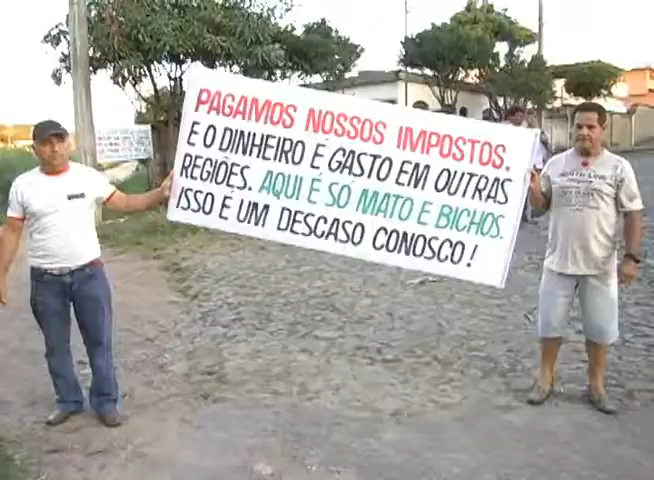 PAGAMOS NOSSOS IMPOSTOS.
E O DINHEIRO É GASTO EM OUTRAS
REGIÕES. AQUI É SÓ MATO E BICHOS.
ISSO É UM DESCASO CONOSCO!